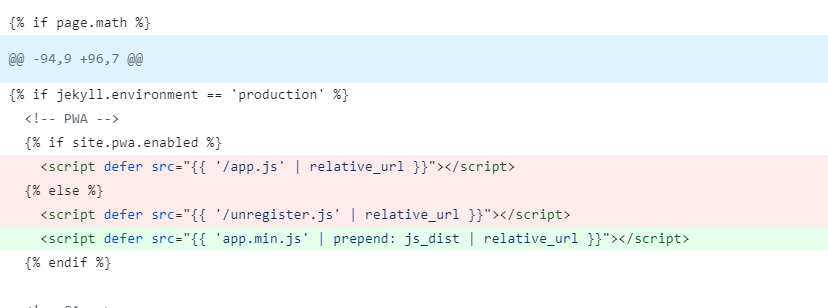 {% if page.math %}
@@ -94,9 +96,7 @@
{% if jekyll.environment == 'production' %}
<!-- PWA -->
{% if site.pwa.enabled %}
<script defer src="{{ '/app.js' | relative_url }}"></script>
{% else %}
<script defer src="{{ '/unregister.js' | relative_url }}"></script>
<script defer src="{{ 'app.min.js' | prepend: js_dist | relative_url }}"></script>
{% endif %}